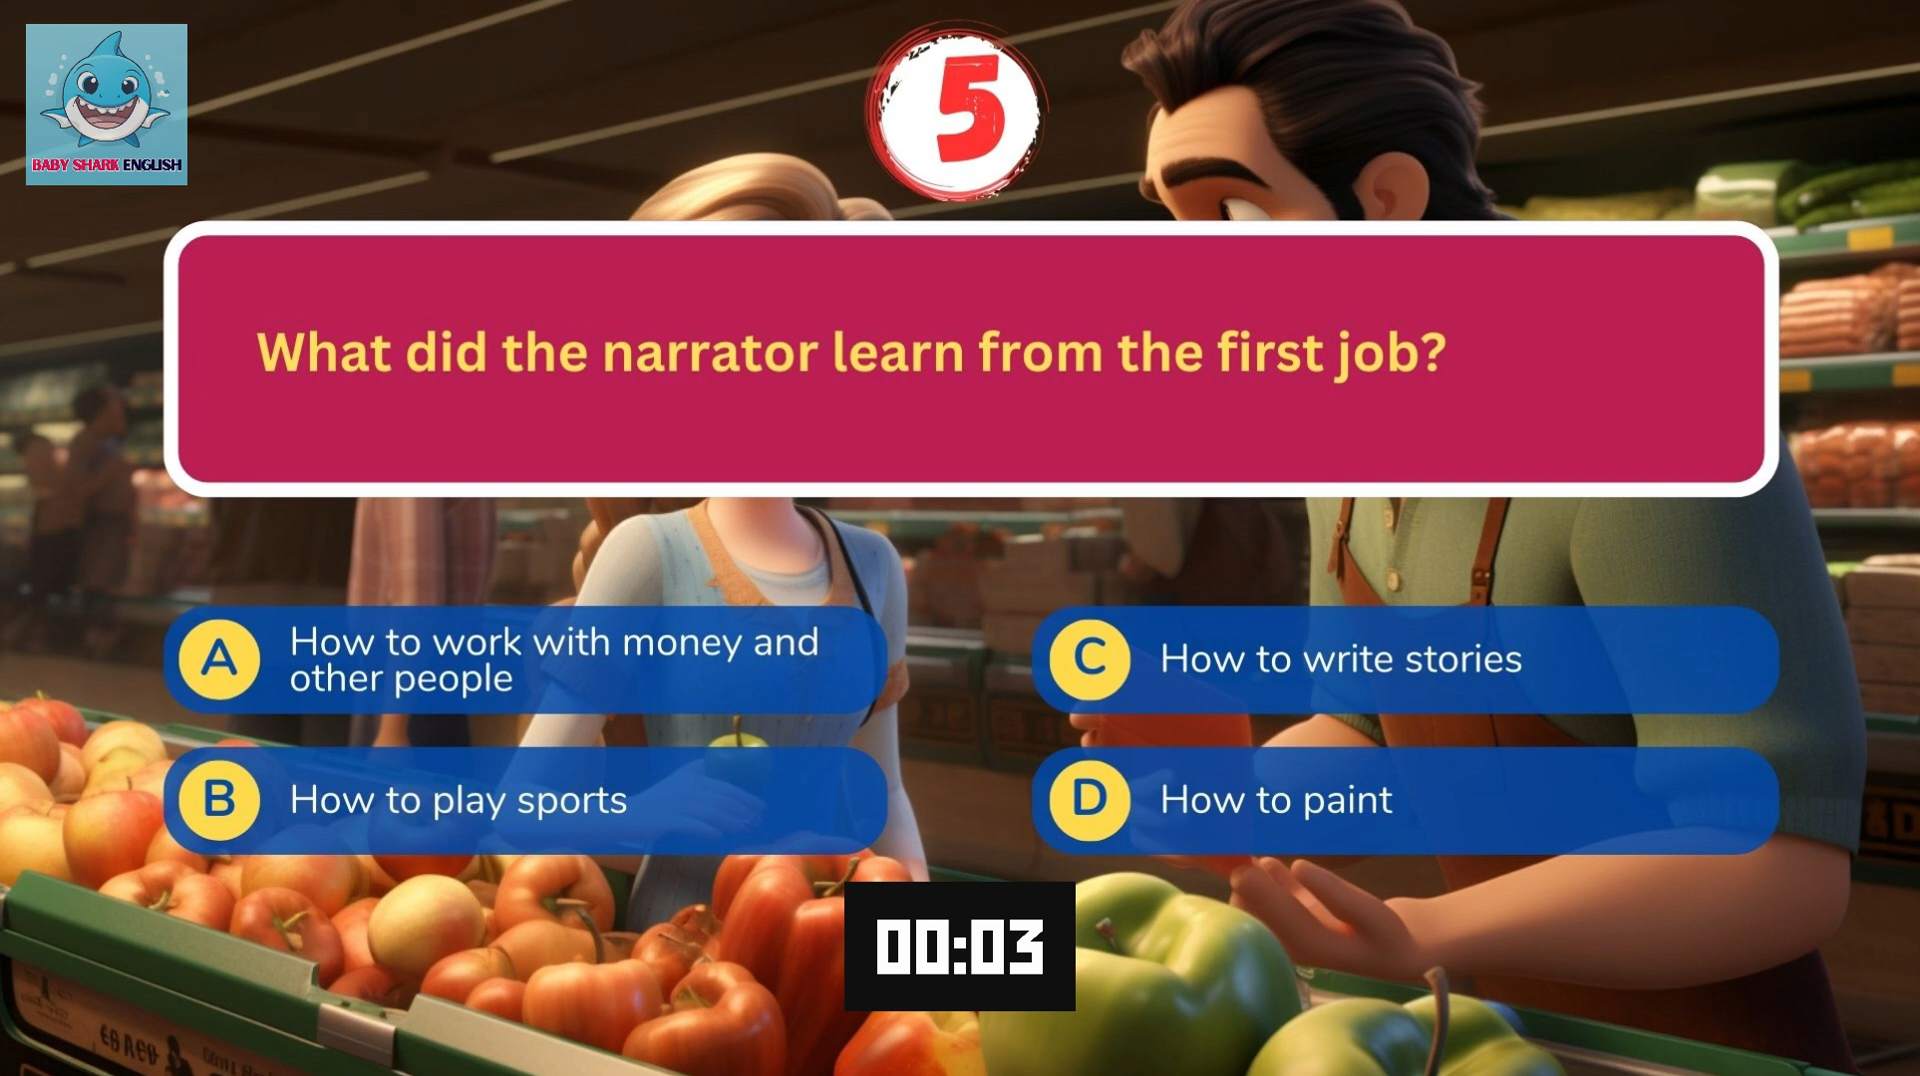 BABY SHARK ENGLISH
5
What did the narrator learn from the first job?
A
How to work with money and
other people
B
How to play sports
C
How to write stories
D
How to paint
00:03